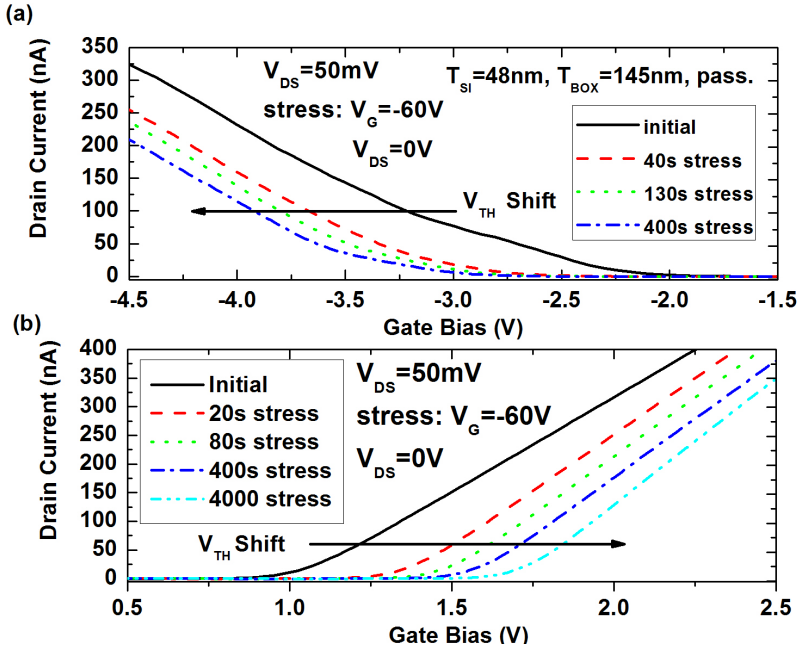 (a)
Drain Current (nA)
350
300
250
200
150
100
50
0
V_DS=50mV
stress: V_G=-60V
V_DS=0V
T_SI=48nm, T_BOX=145nm, pass.
initial
40s stress
130s stress
400s stress
V_TH Shift
-4.5 -4.0 -3.5 -3.0 -2.5 -2.0 -1.5
Gate Bias (V)
(b)
Drain Current (nA)
400
350
300
250
200
150
100
50
0
Initial
20s stress
80s stress
400s stress
4000 stress
V_DS=50mV
stress: V_G=-60V
V_DS=0V
V_TH Shift
0.5 1.0 1.5 2.0 2.5
Gate Bias (V)